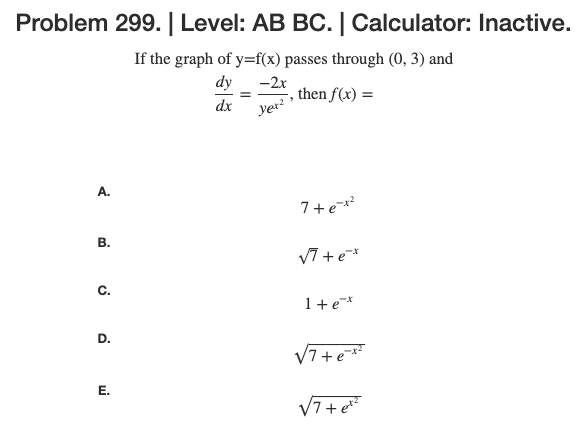 Problem 299. | Level: AB BC. | Calculator: Inactive.
If the graph of y=f(x) passes through (0, 3) and
dy/dx = −2x/ye^x², then f(x) =
A. 7 + e^−x²
B. √7 + e^−x
C. 1 + e^−x
D. √(7 + e^−x²)
E. √(7 + e^x²)